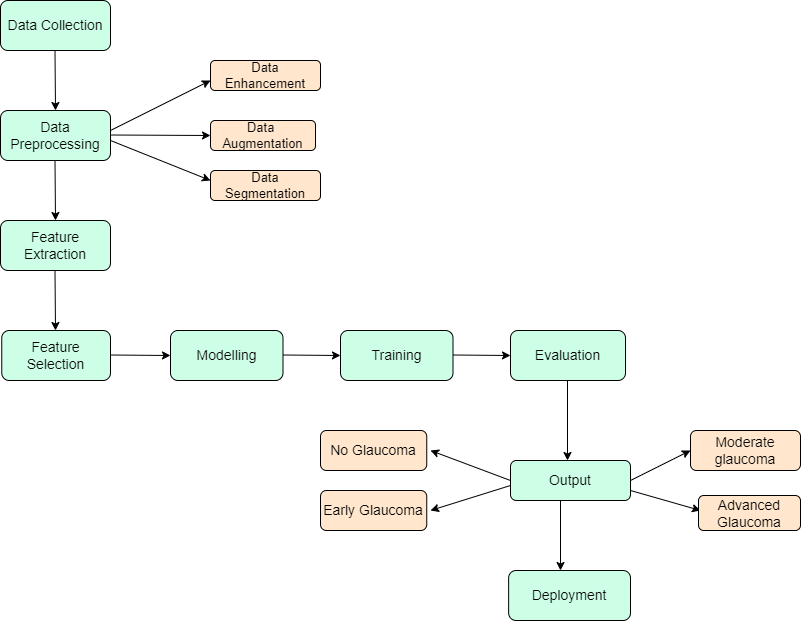 Data Collection
Data
Enhancement
Data
Preprocessing
Data
Augmentation
Data
Segmentation
Feature
Extraction
Feature
Selection
Modelling
Training
Evaluation
No Glaucoma
Moderate
glaucoma
Output
Early Glaucoma
Advanced
Glaucoma
Deployment